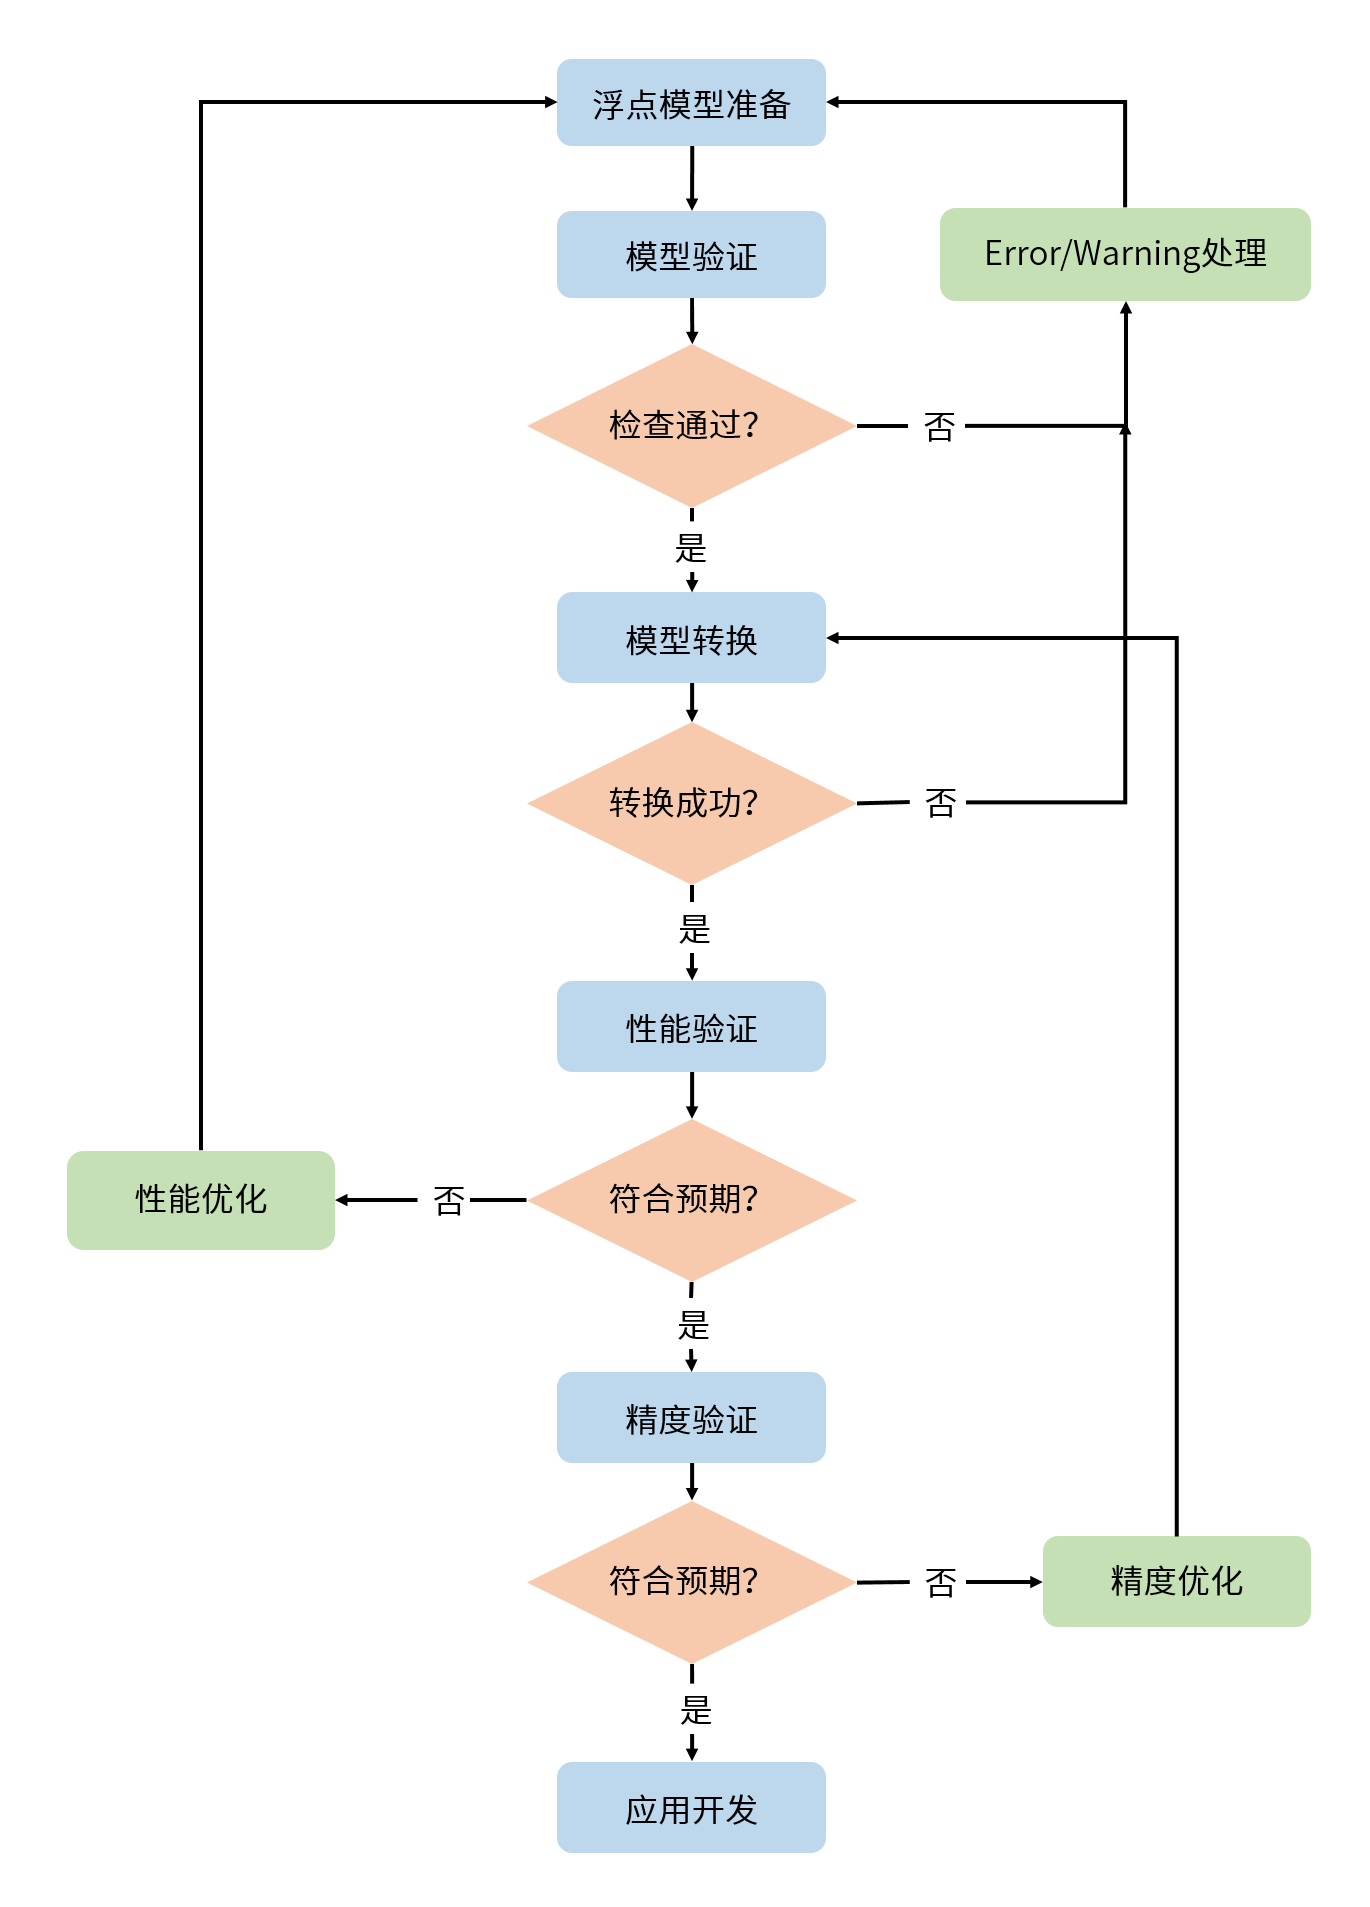 浮点模型准备
模型验证
Error/Warning处理
检查通过?
否
是
模型转换
转换成功?
否
是
性能验证
性能优化
否
符合预期?
是
精度验证
符合预期?
否
精度优化
是
应用开发